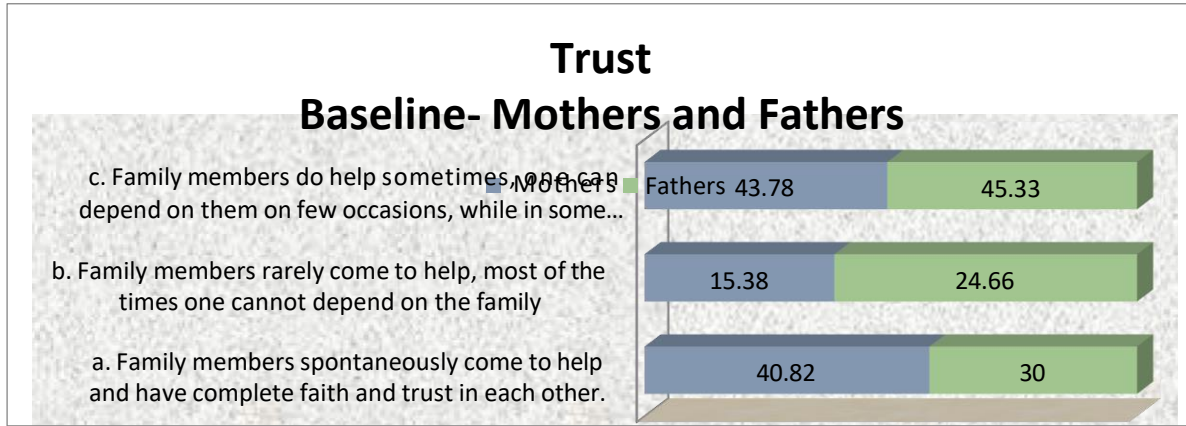 Trust
Baseline- Mothers and Fathers
c. Family members do help sometimes, one can
depend on them on few occasions, while in some…
Mothers Fathers
43.78 45.33
b. Family members rarely come to help, most of the
times one cannot depend on the family
15.38 24.66
a. Family members spontaneously come to help
and have complete faith and trust in each other.
40.82 30